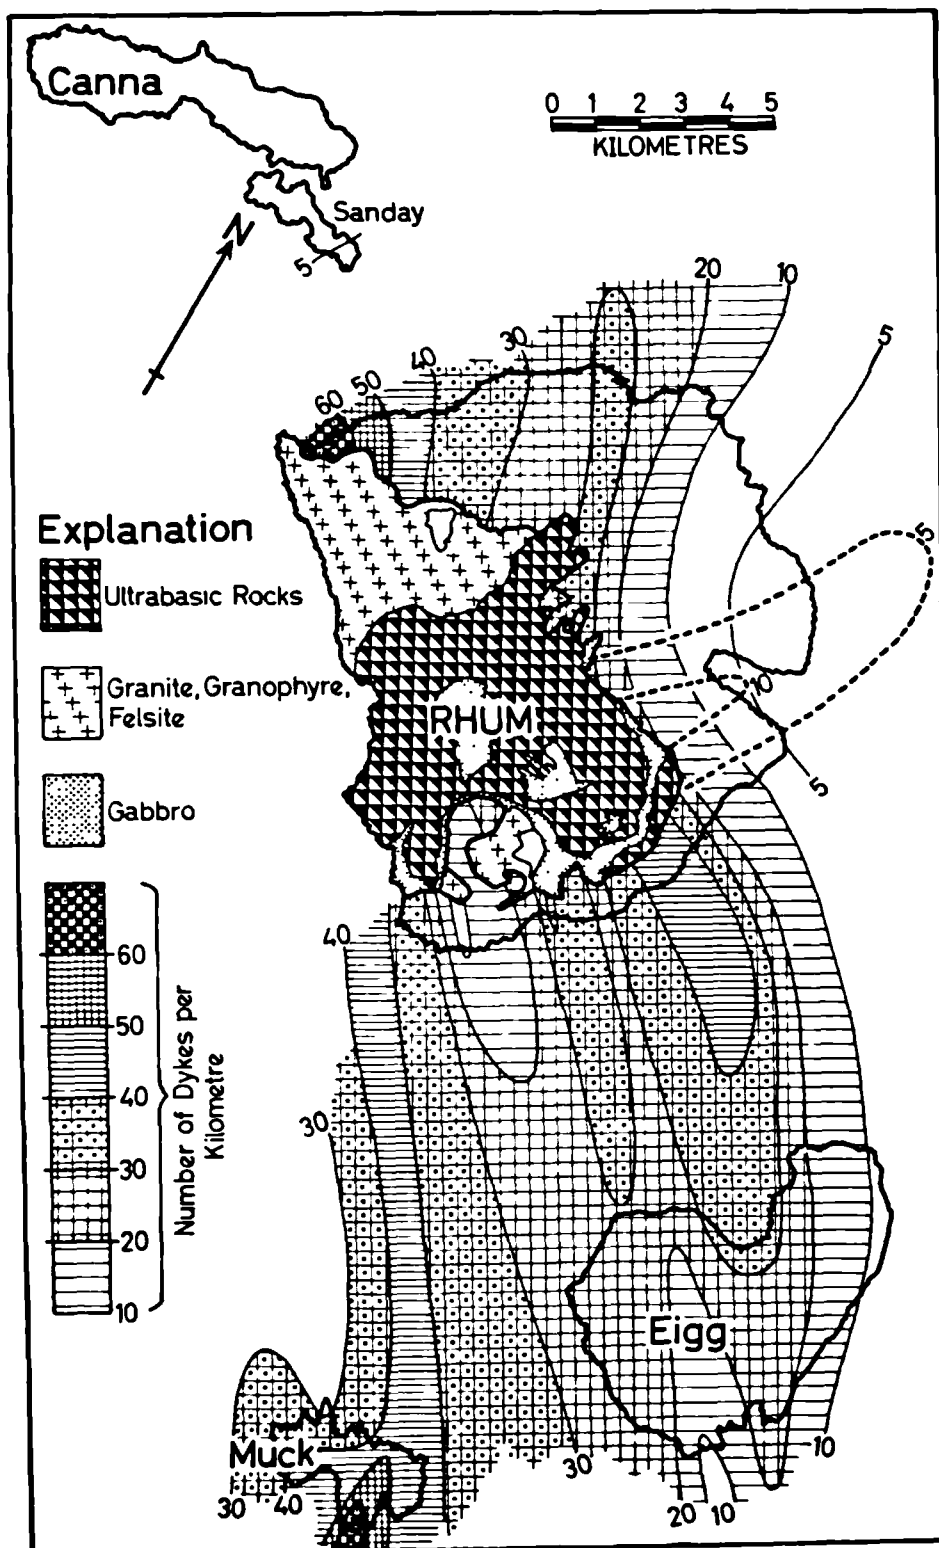 Canna
0 1 2 3 4 5
KILOMETRES
Sanday
N
5
20
10
30
40
50
60
5
Explanation
Ultrabasic Rocks
Granite, Granophyre,
Felsite
Gabbro
5
RHUM
10
5
40
60
50
40
30
20
10
Number of Dykes per
Kilometre
30
Eigg
Muck
30
40
30
20
10
10